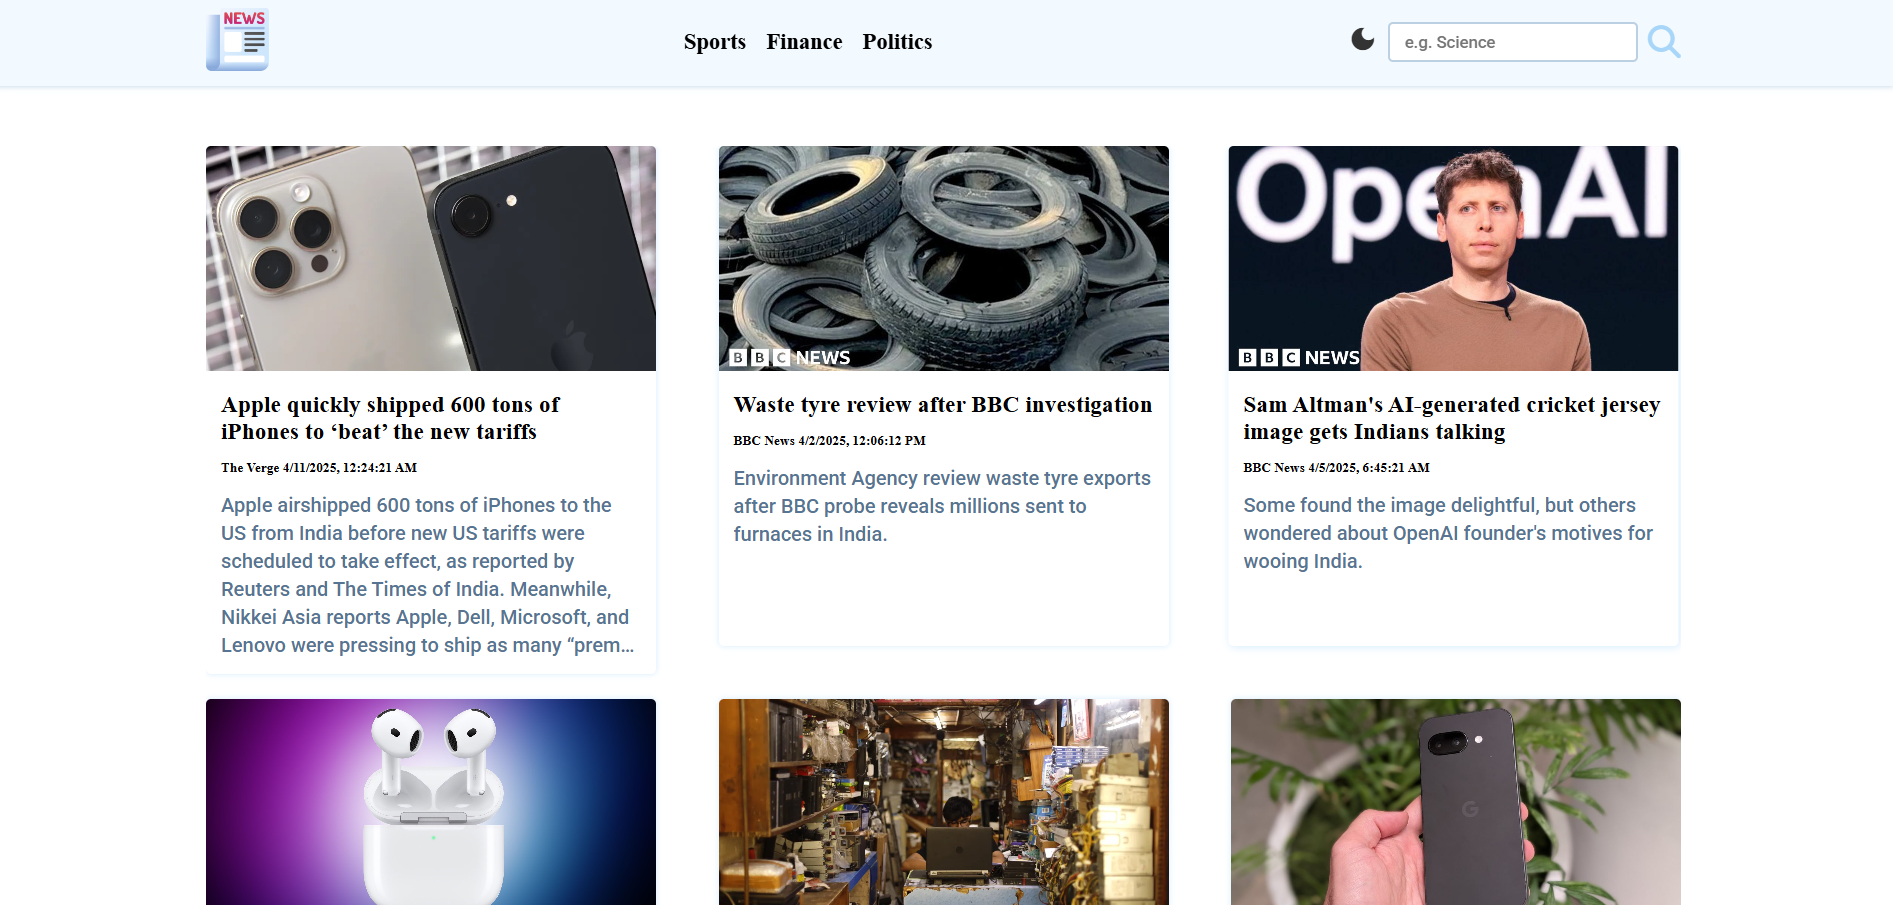 NEWS
Sports Finance Politics
e.g. Science
BBC NEWS
OpenAI
BBC NEWS
Apple quickly shipped 600 tons of
iPhones to ‘beat’ the new tariffs
The Verge 4/11/2025, 12:24:21 AM
Apple airshipped 600 tons of iPhones to the
US from India before new US tariffs were
scheduled to take effect, as reported by
Reuters and The Times of India. Meanwhile,
Nikkei Asia reports Apple, Dell, Microsoft, and
Lenovo were pressing to ship as many “prem...
Waste tyre review after BBC investigation
BBC News 4/2/2025, 12:06:12 PM
Environment Agency review waste tyre exports
after BBC probe reveals millions sent to
furnaces in India.
Sam Altman's AI-generated cricket jersey
image gets Indians talking
BBC News 4/5/2025, 6:45:21 AM
Some found the image delightful, but others
wondered about OpenAI founder's motives for
wooing India.
G